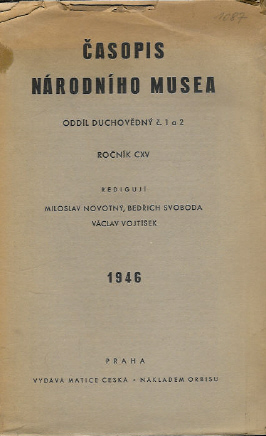 1687
ČASOPIS
NÁRODNÍHO MUSEA
ODDÍL DUCHOVĚDNÝ č. 1 a 2
ROČNÍK CXV
REDIGUJÍ
MILOSLAV NOVOTNÝ, BEDŘICH SVOBODA
VÁCLAV VOJTÍŠEK
1946
PRAHA
VYDÁVÁ MATICE ČESKÁ - NÁKLADEM ORBISU